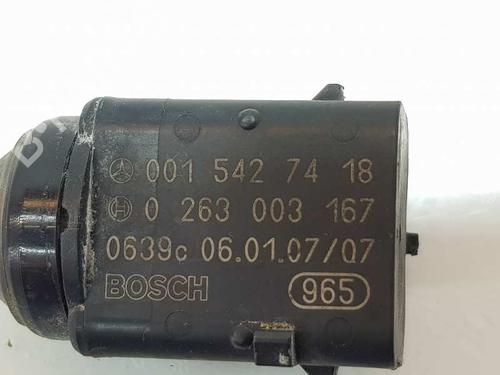 001 542 74 18
0 263 003 167
0639c 06.01.07/07
BOSCH 965